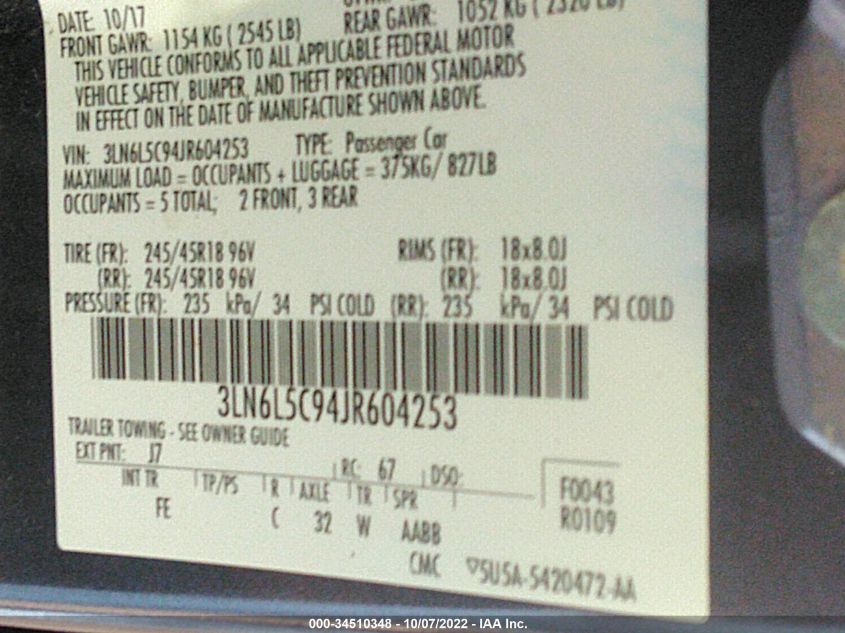 DATE: 10/17
FRONT GAWR: 1154 KG ( 2545 LB) REAR GAWR: 1052 KG ( 2320 LB)
THIS VEHICLE CONFORMS TO ALL APPLICABLE FEDERAL MOTOR
VEHICLE SAFETY, BUMPER, AND THEFT PREVENTION STANDARDS
IN EFFECT ON THE DATE OF MANUFACTURE SHOWN ABOVE.
VIN: 3LN6L5C94JR604253 TYPE: Passenger Car
MAXIMUM LOAD = OCCUPANTS + LUGGAGE = 375KG/ 827LB
OCCUPANTS = 5 TOTAL; 2 FRONT, 3 REAR
TIRE (FR): 245/45R18 96V RIMS (FR): 18x8.0J
(RR): 245/45R18 96V (RR): 18x8.0J
PRESSURE (FR): 235 kPa/ 34 PSI COLD (RR): 235 kPa/ 34 PSI COLD
3LN6L5C94JR604253
TRAILER TOWING - SEE OWNER GUIDE
EXT PNT: J7 RC: 67 DSO:
INT TR TP/PS R AXLE TR SPR F0043
FE C 32 W AABB R0109
CMC 5U5A-5420472-AA
000-34510348 - 10/07/2022 - IAA Inc.